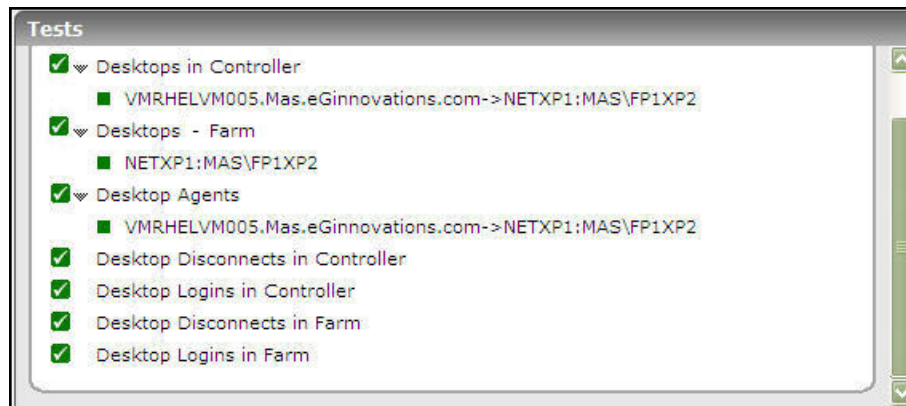 Tests
Desktops in Controller
VMRHELVM005.Mas.eGinnovations.com->NETXP1:MAS\FP1XP2
Desktops - Farm
NETXP1:MAS\FP1XP2
Desktop Agents
VMRHELVM005.Mas.eGinnovations.com->NETXP1:MAS\FP1XP2
Desktop Disconnects in Controller
Desktop Logins in Controller
Desktop Disconnects in Farm
Desktop Logins in Farm